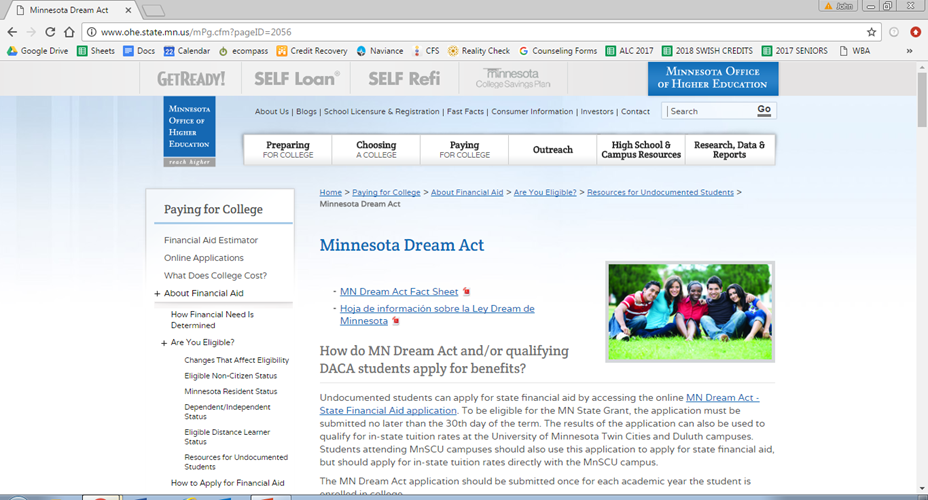 Minnesota Dream Act
John
www.ohe.state.mn.us/mPg.cfm?pageID=2056
Google Drive Sheets Docs 22 Calendar ecompass Credit Recovery Naviance CFS Reality Check Counseling Forms ALC 2017 2018 SWISH CREDITS 2017 SENIORS WBA
GETREADY! SELF Loan® SELF Refi Minnesota College Savings Plan
MINNESOTA OFFICE
OF HIGHER EDUCATION
MINNESOTA
OFFICE OF
HIGHER
EDUCATION
reach higher
About Us | Blogs | School Licensure & Registration | Fast Facts | Consumer Information | Investors | Contact
Search Go
Preparing FOR COLLEGE
Choosing A COLLEGE
Paying FOR COLLEGE
Outreach
High School & Campus Resources
Research, Data & Reports
Home > Paying for College > About Financial Aid > Are You Eligible? > Resources for Undocumented Students >
Minnesota Dream Act
Paying for College
Financial Aid Estimator
Online Applications
What Does College Cost?
+ About Financial Aid
How Financial Need Is
Determined
+ Are You Eligible?
Changes That Affect Eligibility
Eligible Non-Citizen Status
Minnesota Resident Status
Dependent/Independent
Status
Eligible Distance Learner
Status
Resources for Undocumented
Students
How to Apply for Financial Aid
Minnesota Dream Act
- MN Dream Act Fact Sheet
- Hoja de información sobre la Ley Dream de
Minnesota
How do MN Dream Act and/or qualifying
DACA students apply for benefits?
Undocumented students can apply for state financial aid by accessing the online MN Dream Act -
State Financial Aid application. To be eligible for the MN State Grant, the application must be
submitted no later than the 30th day of the term. The results of the application can also be used to
qualify for in-state tuition rates at the University of Minnesota Twin Cities and Duluth campuses.
Students attending MnSCU campuses should also use this application to apply for state financial aid,
but should apply for in-state tuition rates directly with the MnSCU campus.
The MN Dream Act application should be submitted once for each academic year the student is
enrolled in college.